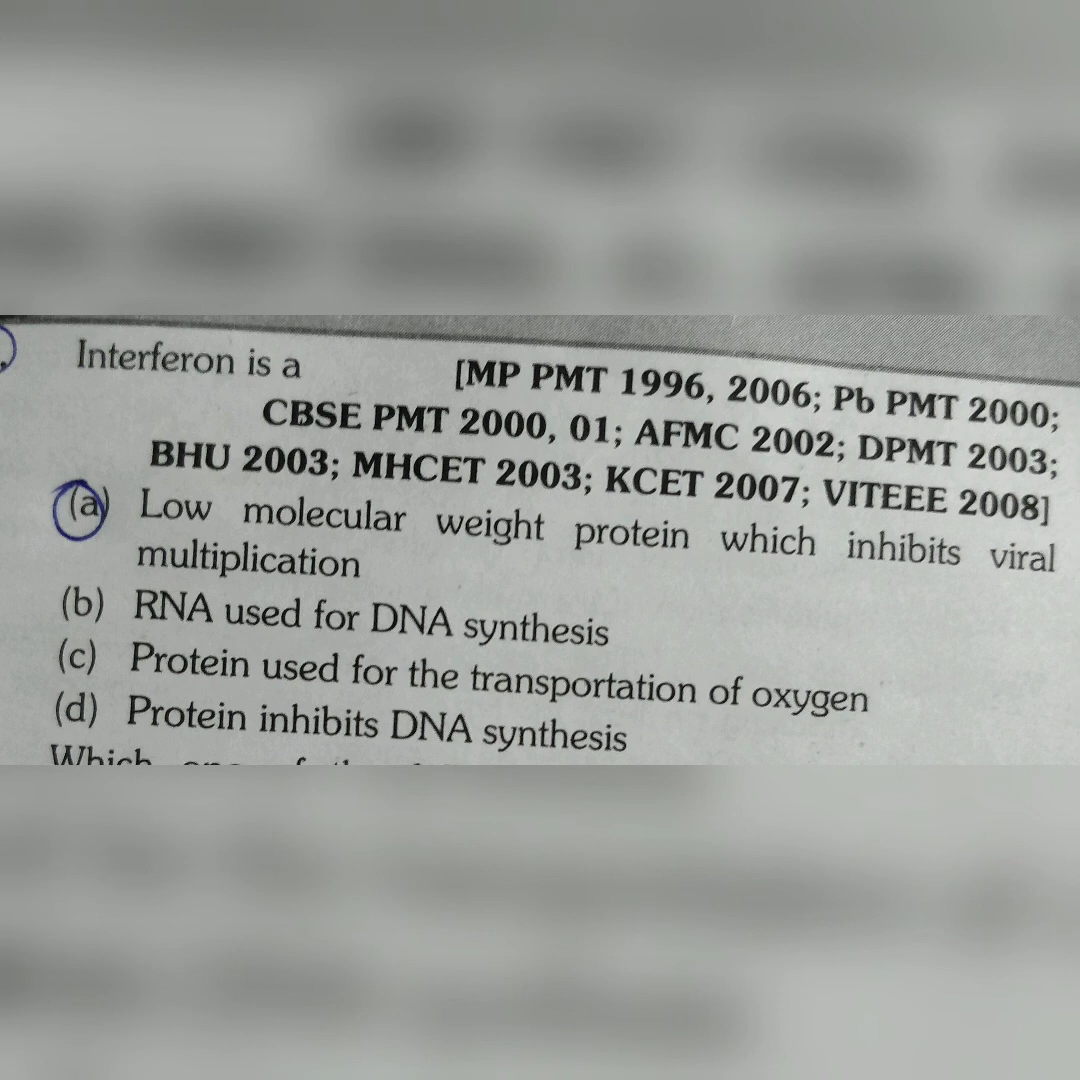 Interferon is a [MP PMT 1996, 2006; Pb PMT 2000;
CBSE PMT 2000, 01; AFMC 2002; DPMT 2003;
BHU 2003; MHCET 2003; KCET 2007; VITEEE 2008]
(a) Low molecular weight protein which inhibits viral
multiplication
(b) RNA used for DNA synthesis
(c) Protein used for the transportation of oxygen
(d) Protein inhibits DNA synthesis
Which